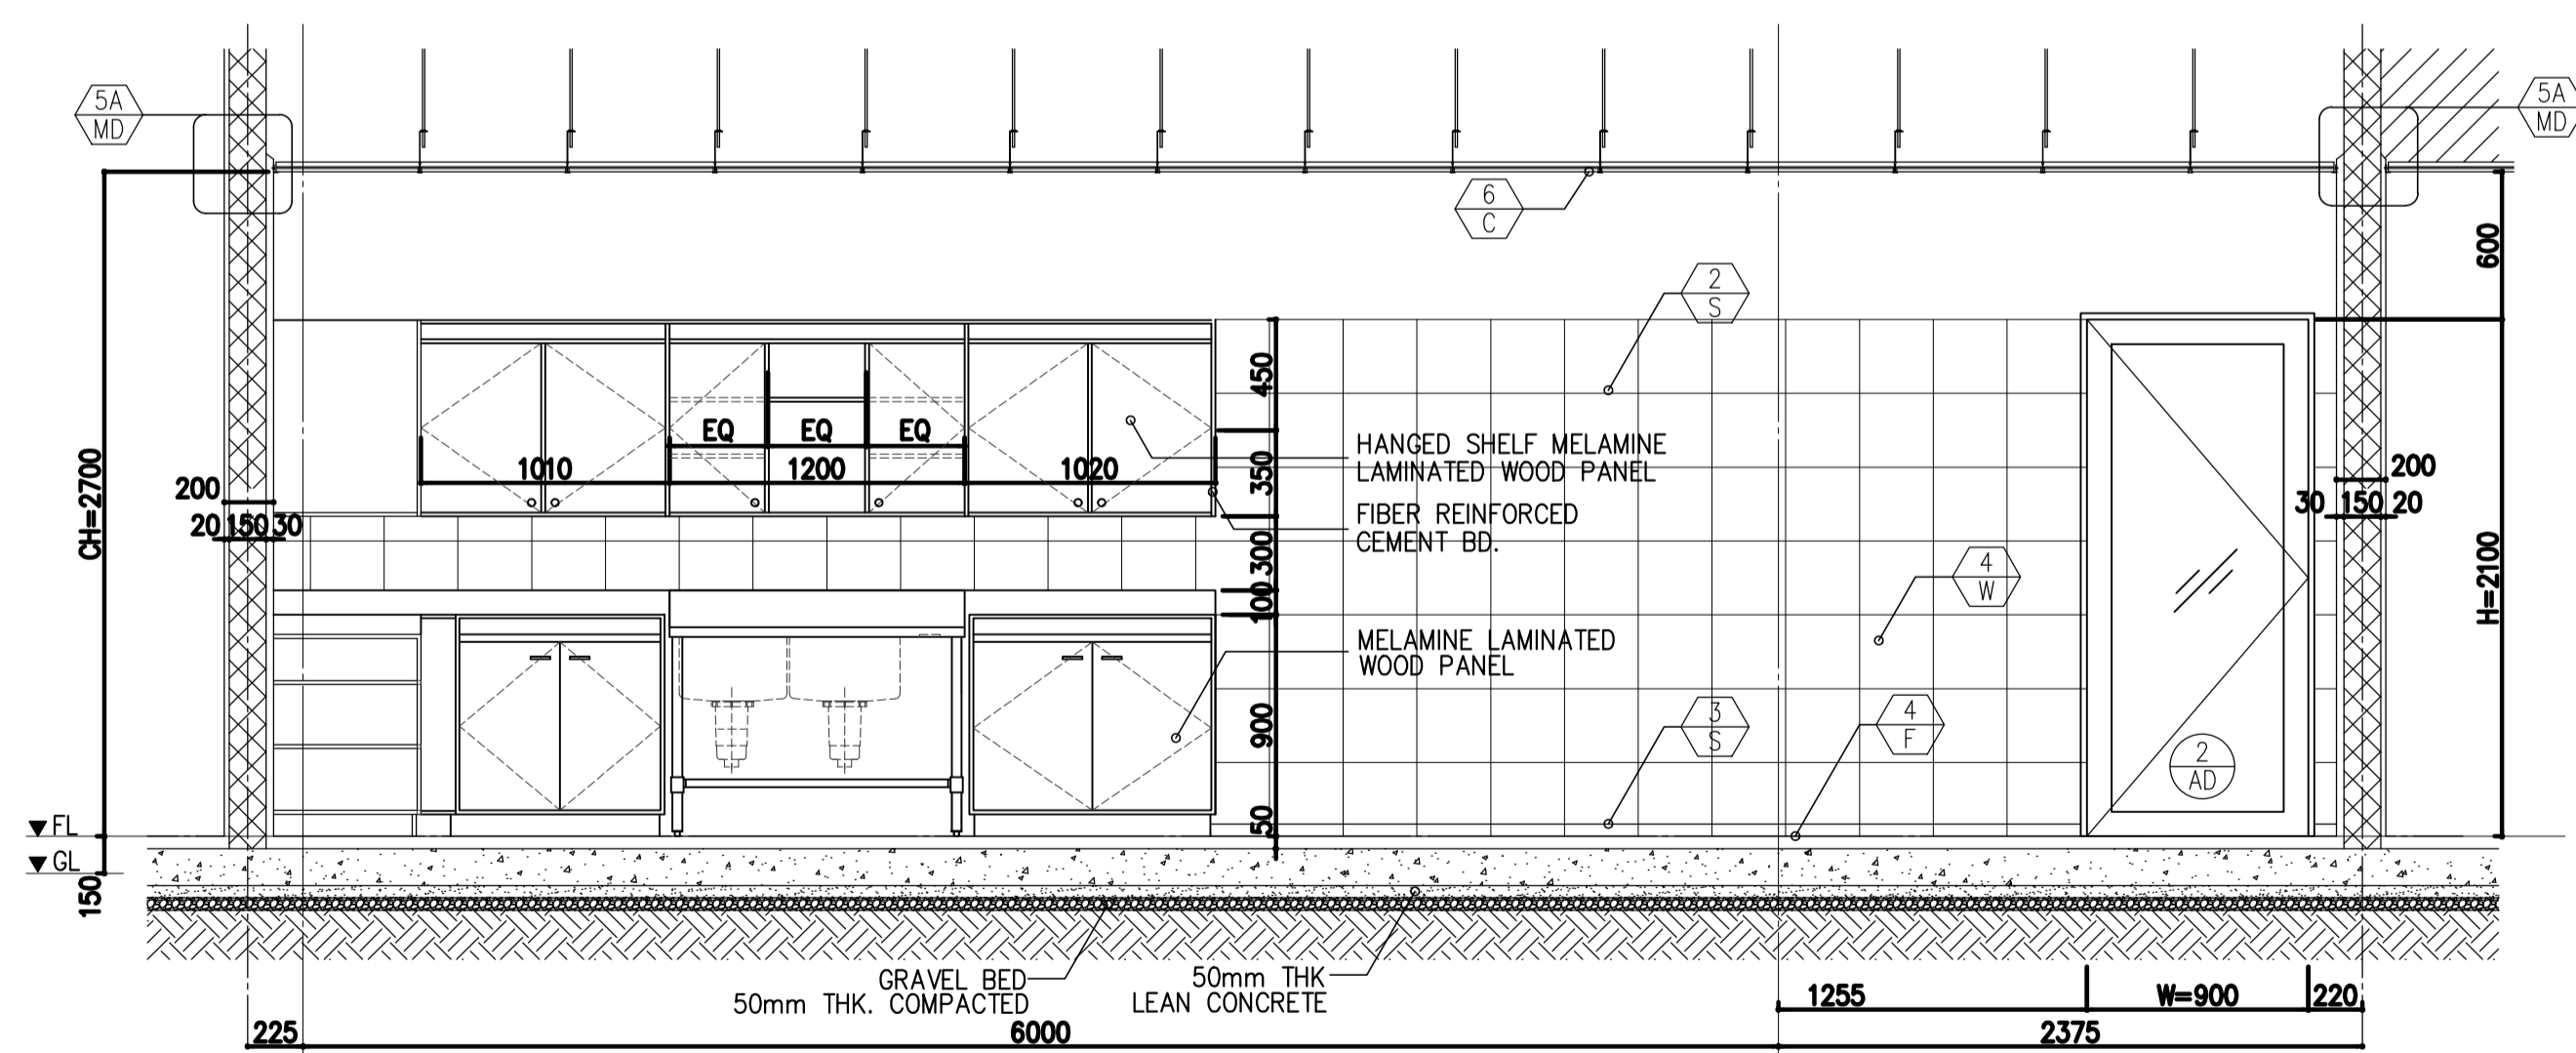 5A
MD
5A
MD
6
C
2
S
600
CH=2700
450
EQ
EQ
EQ
1010
1200
1020
350
HANGED SHELF MELAMINE
LAMINATED WOOD PANEL
FIBER REINFORCED
CEMENT BD.
200
20
150
30
200
30
150
20
300
100
4
W
H=2100
MELAMINE LAMINATED
WOOD PANEL
900
3
S
4
F
2
AD
50
FL
GL
150
GRAVEL BED
50mm THK. COMPACTED
50mm THK
LEAN CONCRETE
1255
W=900
220
225
6000
2375